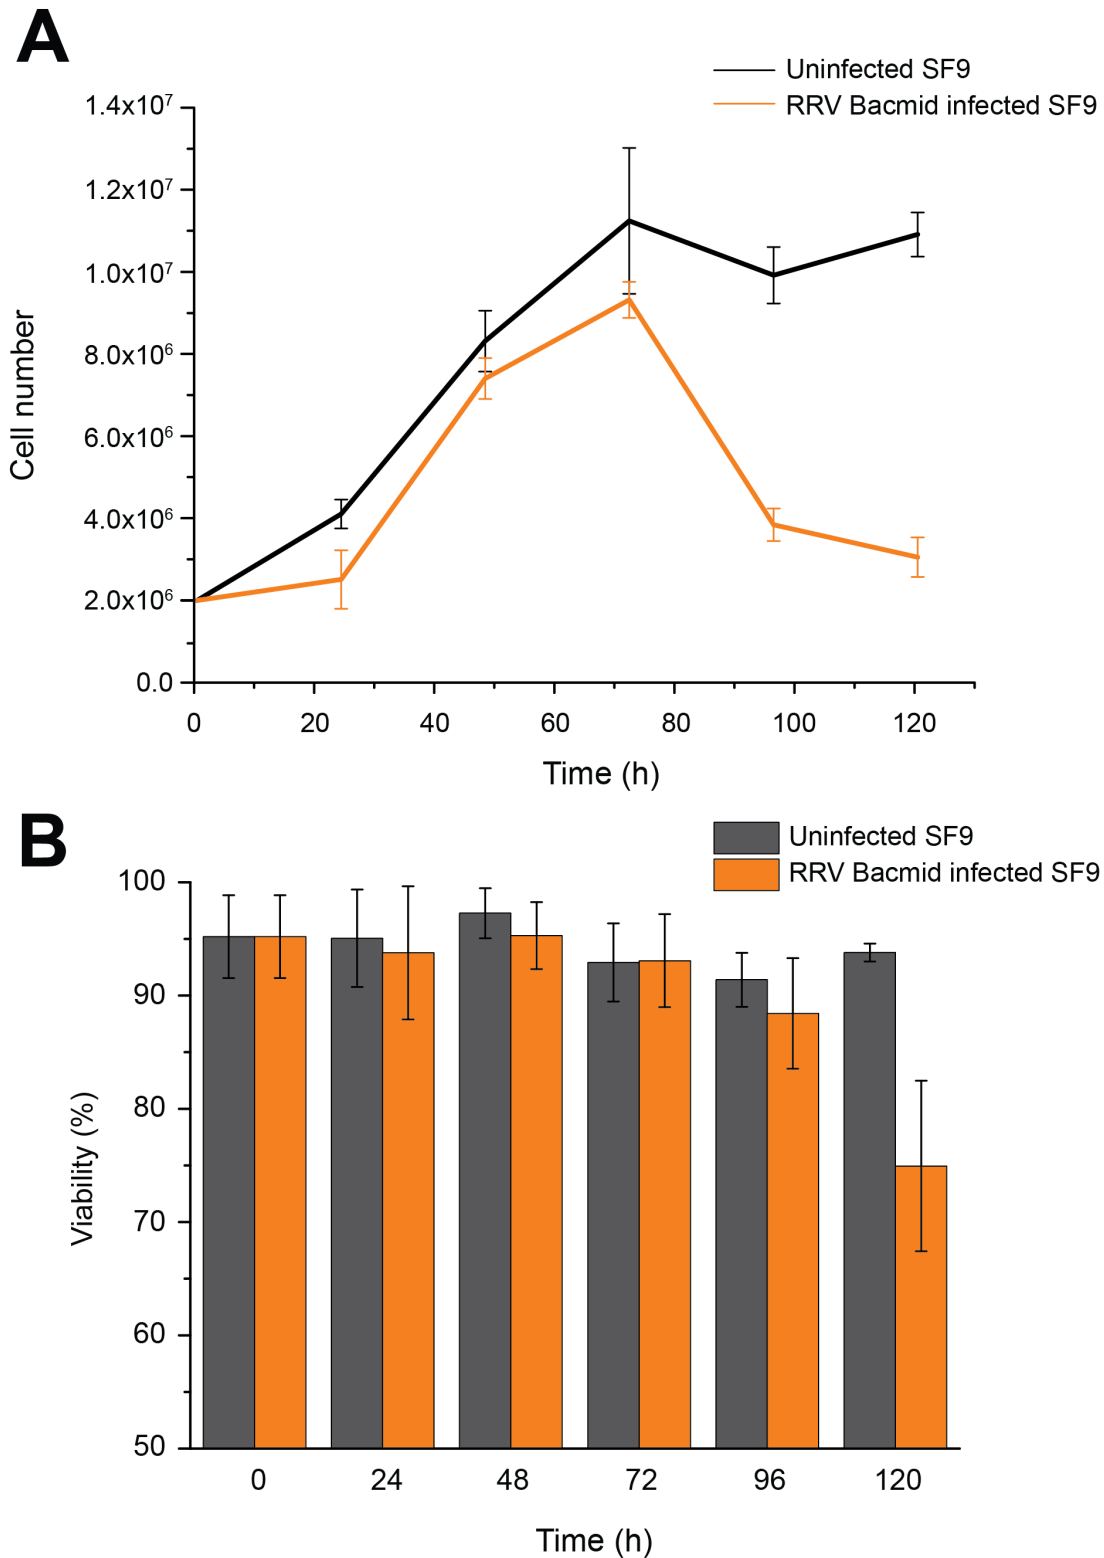 A
Uninfected SF9
RRV Bacmid infected SF9
1.4x10⁷
1.2x10⁷
1.0x10⁷
8.0x10⁶
6.0x10⁶
4.0x10⁶
2.0x10⁶
0.0
Cell number
0 20 40 60 80 100 120
Time (h)
B
Uninfected SF9
RRV Bacmid infected SF9
100
90
80
70
60
50
Viability (%)
0 24 48 72 96 120
Time (h)